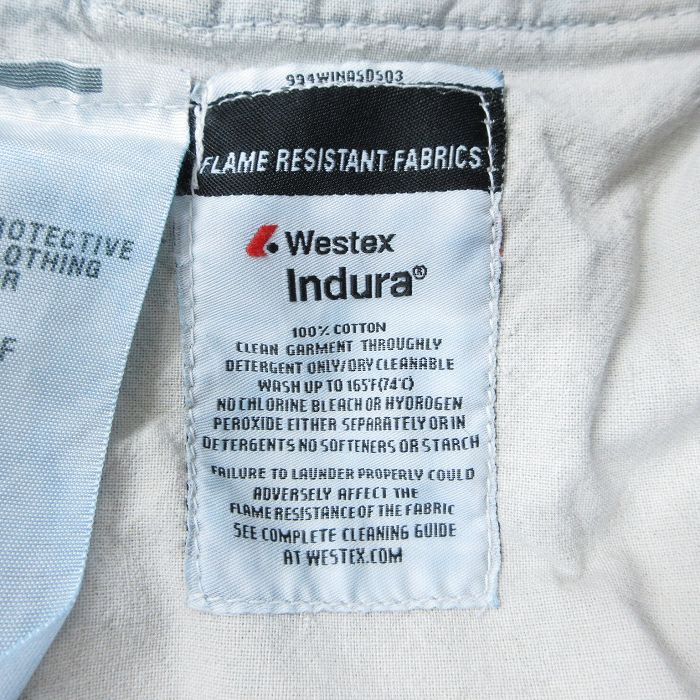 994WINASDS03
FLAME RESISTANT FABRICS
Westex
Indura®
100% COTTON
CLEAN GARMENT THROUGHLY
DETERGENT ONLY/DRY CLEANABLE
WASH UP TO 165°F(74°C)
NO CHLORINE BLEACH OR HYDROGEN
PEROXIDE EITHER SEPARATELY OR IN
DETERGENTS NO SOFTENERS OR STARCH
FAILURE TO LAUNDER PROPERLY COULD
ADVERSELY AFFECT THE
FLAME RESISTANCE OF THE FABRIC
SEE COMPLETE CLEANING GUIDE
AT WESTEX.COM
ROTECTIVE
LOTHING
R
F